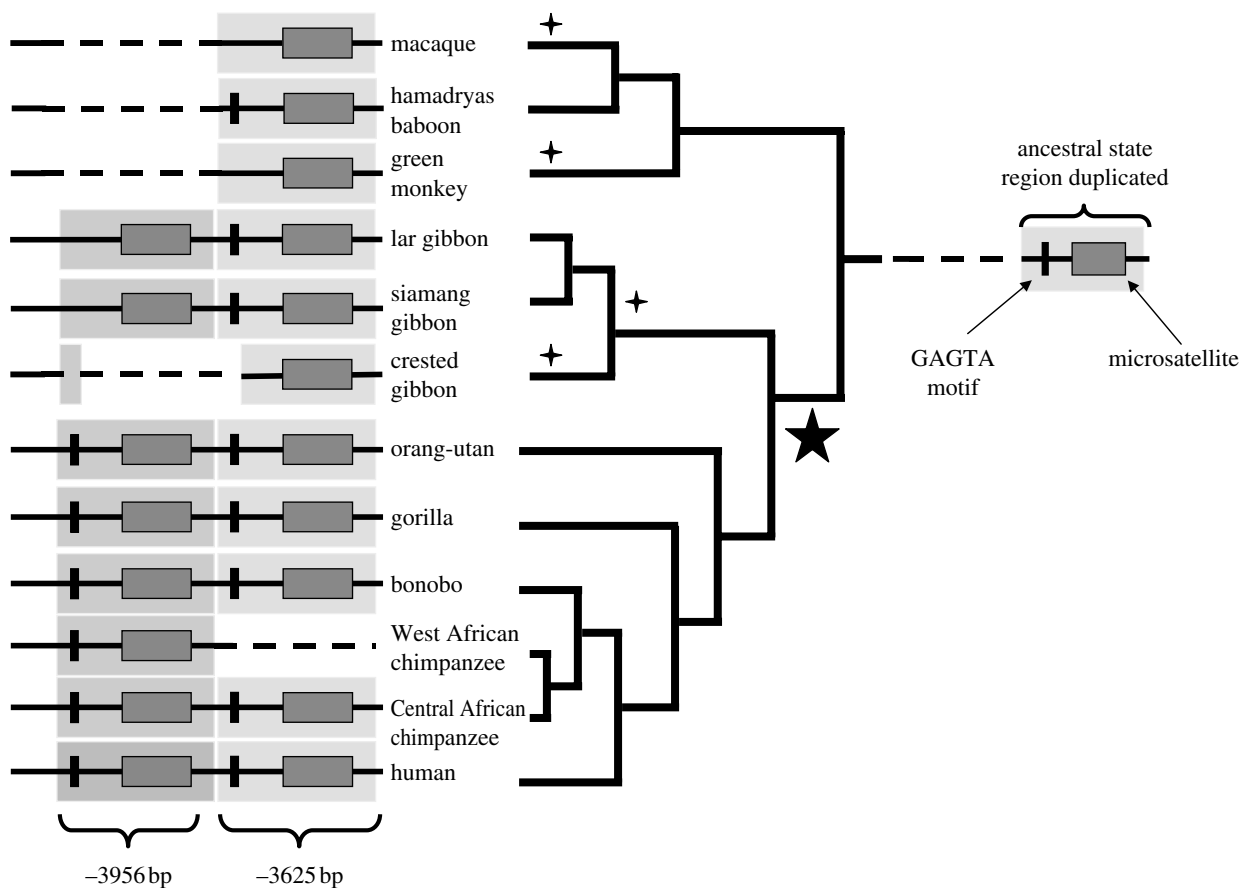 macaque
hamadryas
baboon
green
monkey
lar gibbon
siamang
gibbon
crested
gibbon
orang-utan
gorilla
bonobo
West African
chimpanzee
Central African
chimpanzee
human
–3956 bp
–3625 bp
ancestral state
region duplicated
GAGTA
motif
microsatellite